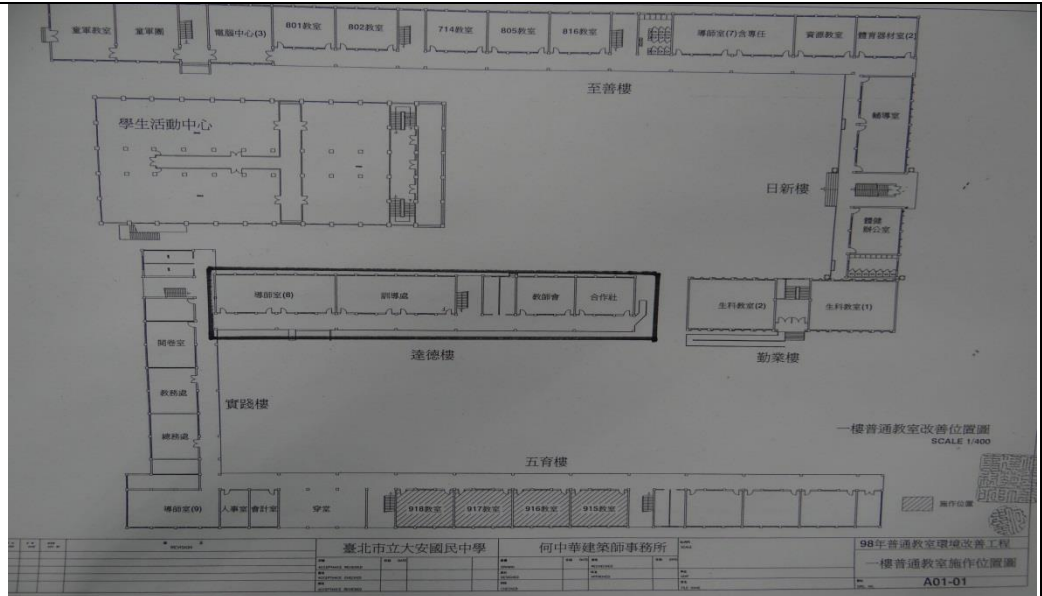 童軍教室
童軍團
電腦中心(3)
801教室
802教室
714教室
805教室
816教室
導師室(7)含專任
資源教室
體育器材室(2)
至善樓
學生活動中心
輔導室
日新樓
體健
辦公室
導師室(8)
訓導處
教師會
合作社
生科教室(2)
生科教室(1)
達德樓
勤業樓
閱卷室
教務處
實踐樓
總務處
一樓普通教室改善位置圖
SCALE 1/400
五育樓
施作位置
導師室(9)
人事室
會計室
穿堂
918教室
917教室
916教室
915教室
臺北市立大安國民中學
何中華建築師事務所
98年普通教室環境改善工程
一樓普通教室施作位置圖
A01-01